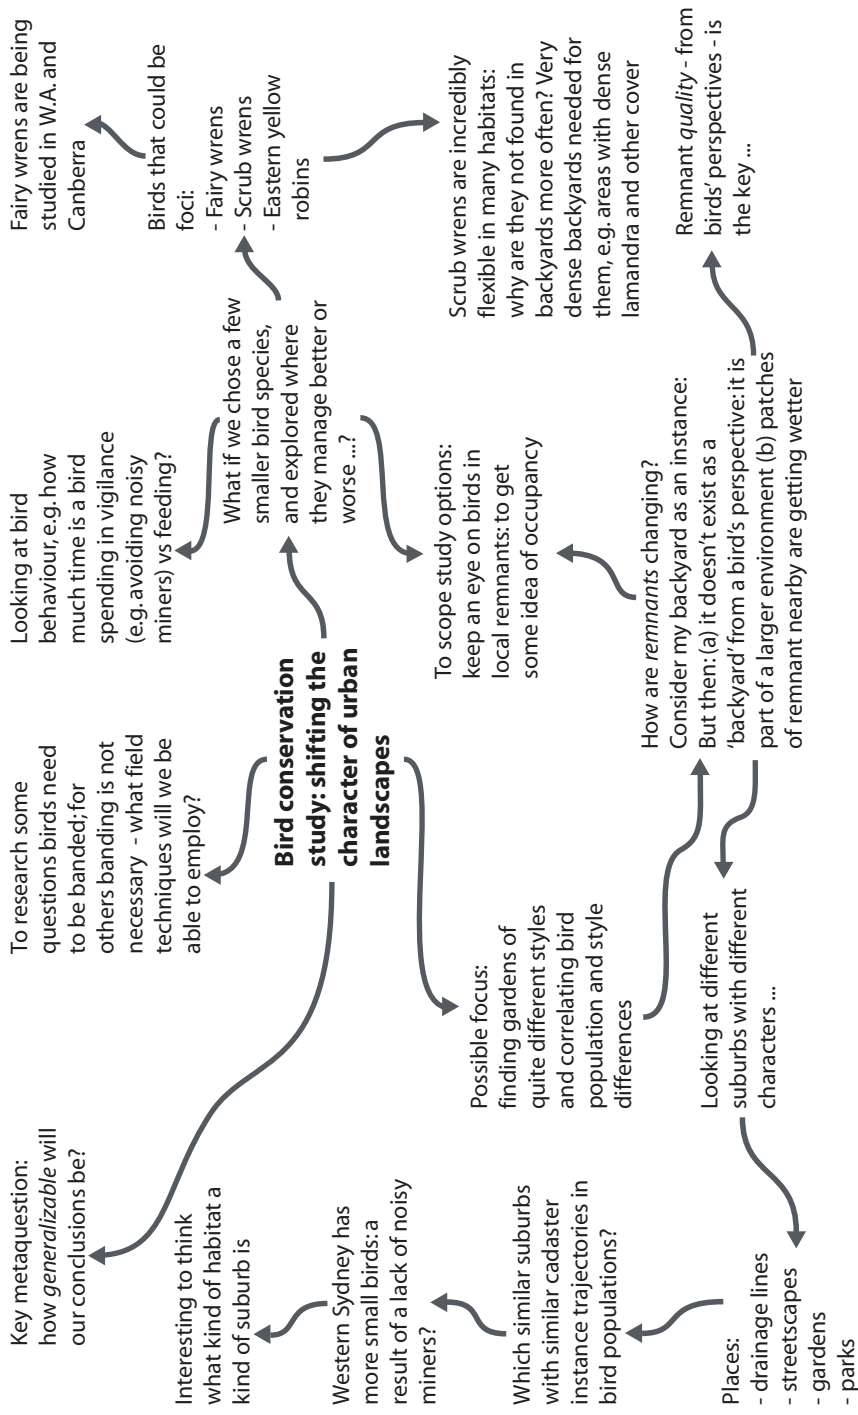 Key metaquestion:
how generalizable will
our conclusions be?
To research some
questions birds need
to be banded; for
others banding is not
necessary - what field
techniques will we be
able to employ?
Looking at bird
behaviour, e.g. how
much time is a bird
spending in vigilance
(e.g. avoiding noisy
miners) vs feeding?
Fairy wrens are being
studied in W.A. and
Canberra
Birds that could be
foci:
- Fairy wrens
- Scrub wrens
- Eastern yellow
robins
Interesting to think
what kind of habitat a
kind of suburb is
Bird conservation
study: shifting the
character of urban
landscapes
What if we chose a few
smaller bird species,
and explored where
they manage better or
worse ...?
Western Sydney has
more small birds: a
result of a lack of noisy
miners?
Possible focus:
finding gardens of
quite different styles
and correlating bird
population and style
differences
To scope study options:
keep an eye on birds in
local remnants: to get
some idea of occupancy
Scrub wrens are incredibly
flexible in many habitats:
why are they not found in
backyards more often? Very
dense backyards needed for
them, e.g. areas with dense
lamandra and other cover
Which similar suburbs
with similar cadaster
instance trajectories in
bird populations?
How are remnants changing?
Consider my backyard as an instance:
But then: (a) it doesn't exist as a
'backyard' from a bird's perspective: it is
part of a larger environment (b) patches
of remnant nearby are getting wetter
Remnant quality - from
birds' perspectives - is
the key ...
Looking at different
suburbs with different
characters ...
Places:
- drainage lines
- streetscapes
- gardens
- parks